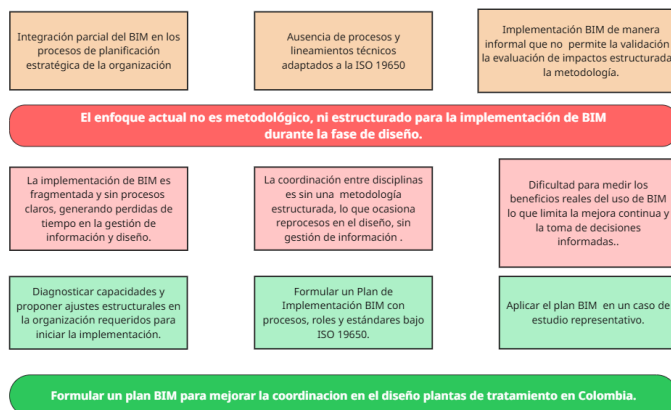 Integración parcial del BIM en los
procesos de planificación
estratégica de la organización
Ausencia de procesos y
lineamientos técnicos
adaptados a la ISO 19650
Implementación BIM de manera
informal que no permite la validación
la evaluación de impactos estructurada
la metodología.
El enfoque actual no es metodológico, ni estructurado para la implementación de BIM
durante la fase de diseño.
La implementación de BIM es
fragmentada y sin procesos
claros, generando perdidas de
tiempo en la gestión de
información y diseño.
La coordinación entre disciplinas
es sin una metodología
estructurada, lo que ocasiona
reprocesos en el diseño, sin
gestión de información .
Dificultad para medir los
beneficios reales del uso de BIM
lo que limita la mejora continua y
la toma de decisiones
informadas..
Diagnosticar capacidades y
proponer ajustes estructurales en
la organización requeridos para
iniciar la implementación.
Formular un Plan de
Implementación BIM con
procesos, roles y estándares bajo
ISO 19650.
Aplicar el plan BIM en un caso de
estudio representativo.
Formular un plan BIM para mejorar la coordinacion en el diseño plantas de tratamiento en Colombia.